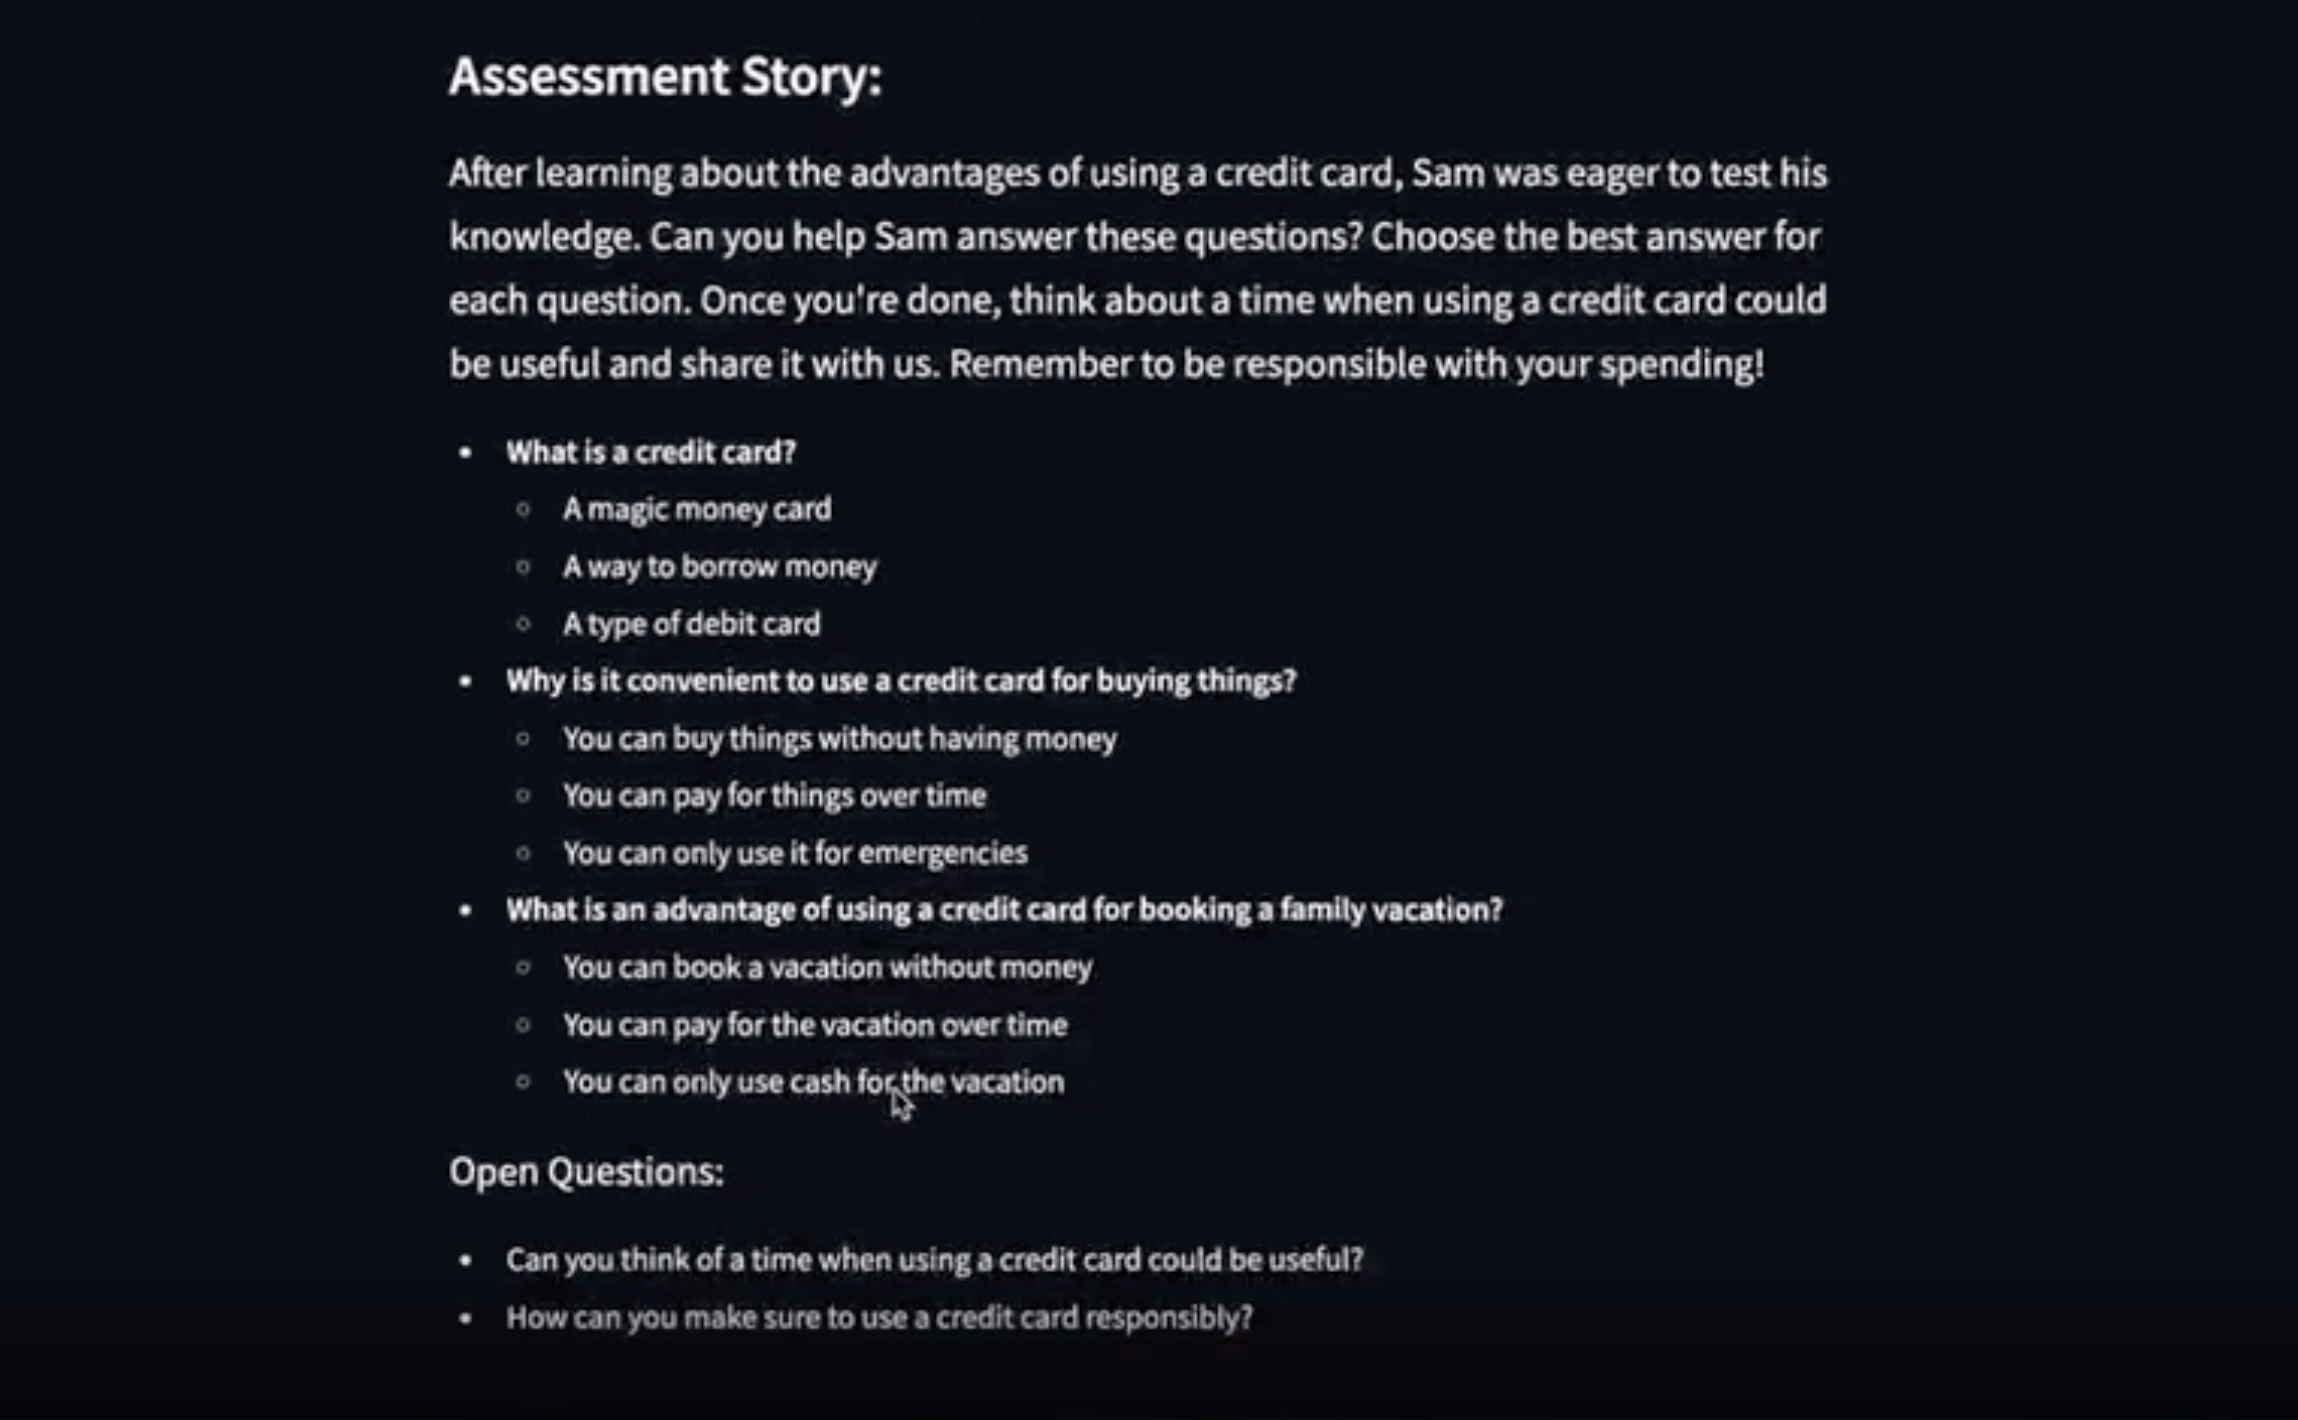 Assessment Story:
After learning about the advantages of using a credit card, Sam was eager to test his
knowledge. Can you help Sam answer these questions? Choose the best answer for
each question. Once you're done, think about a time when using a credit card could
be useful and share it with us. Remember to be responsible with your spending!
What is a credit card?
A magic money card
A way to borrow money
A type of debit card
Why is it convenient to use a credit card for buying things?
You can buy things without having money
You can pay for things over time
You can only use it for emergencies
What is an advantage of using a credit card for booking a family vacation?
You can book a vacation without money
You can pay for the vacation over time
You can only use cash for the vacation
Open Questions:
Can you think of a time when using a credit card could be useful?
How can you make sure to use a credit card responsibly?